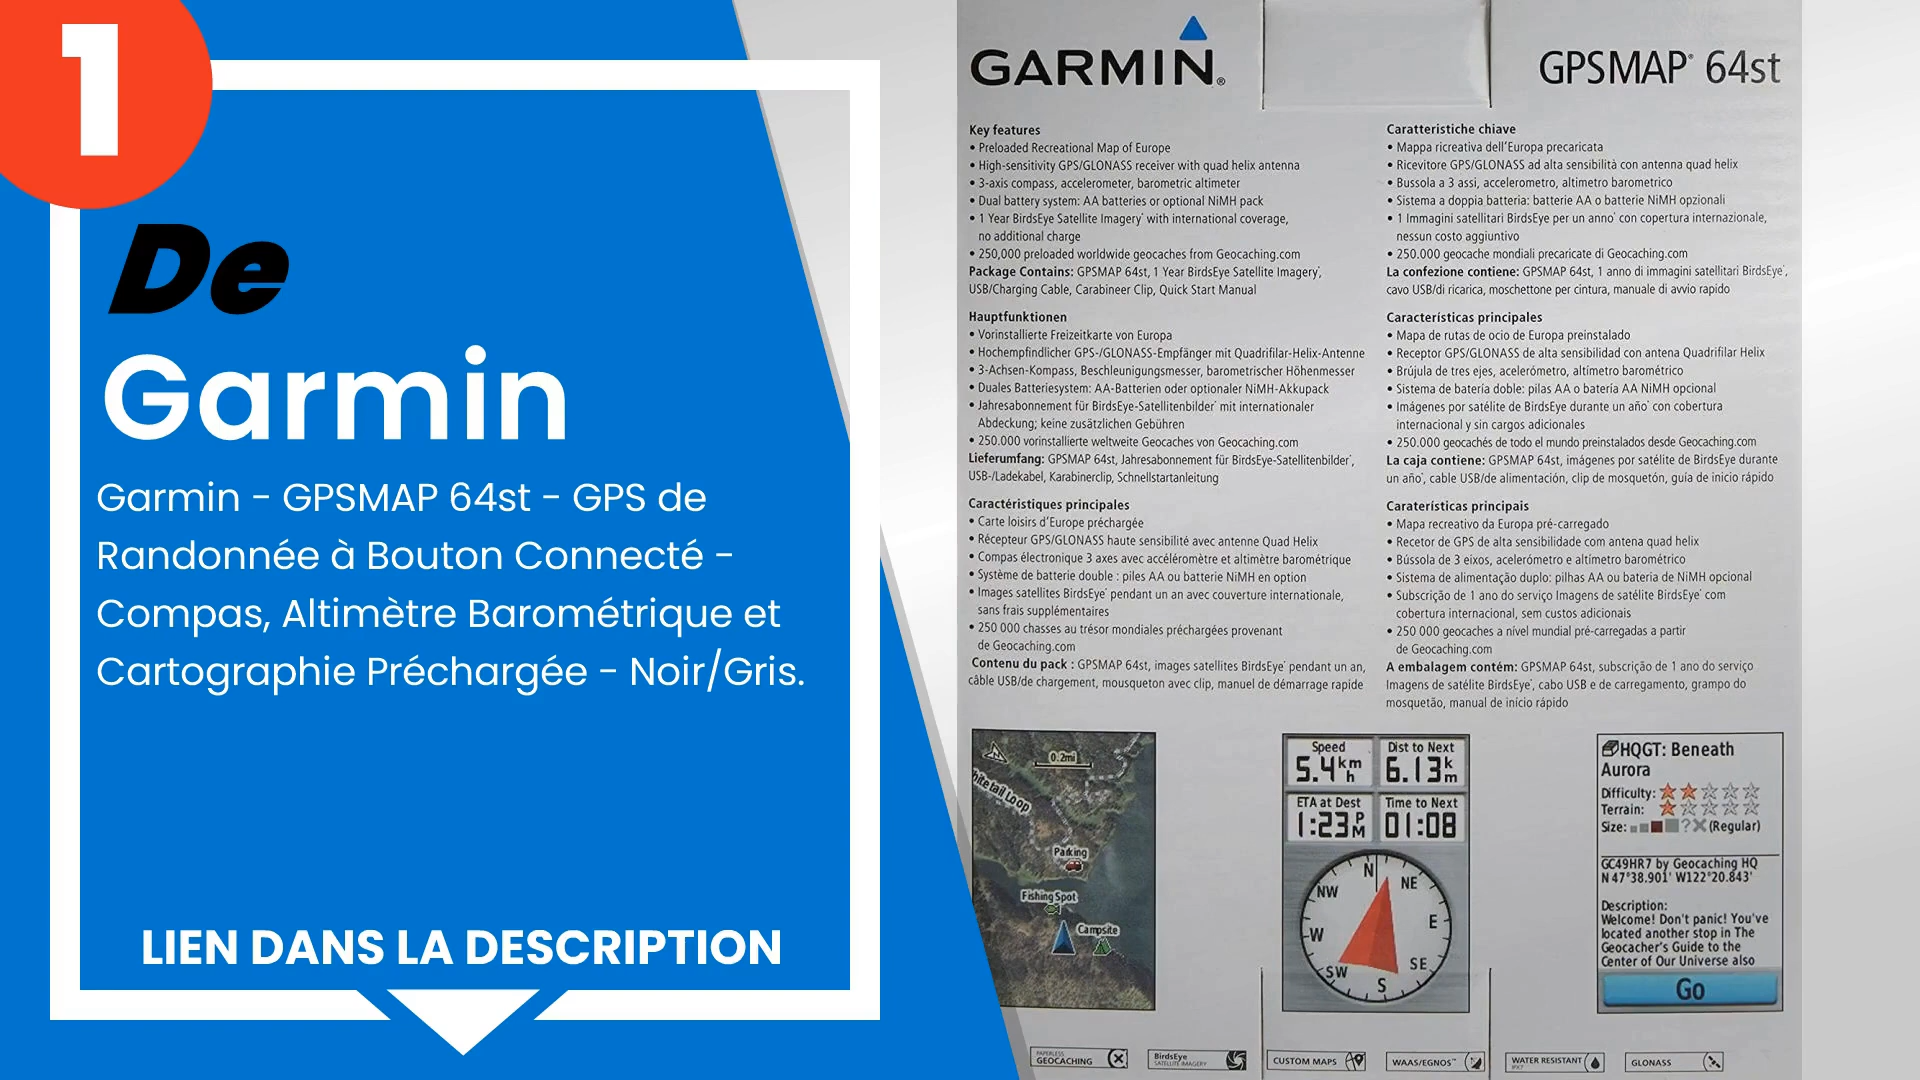 1
De
Garmin
Garmin - GPSMAP 64st - GPS de
Randonnée à Bouton Connecté -
Compas, Altimètre Barométrique et
Cartographie Préchargée - Noir/Gris.
LIEN DANS LA DESCRIPTION
GARMIN®
GPSMAP® 64st
Key features
• Preloaded Recreational Map of Europe
• High-sensitivity GPS/GLONASS receiver with quad helix antenna
• 3-axis compass, accelerometer, barometric altimeter
• Dual battery system: AA batteries or optional NiMH pack
• 1 Year BirdsEye Satellite Imagery* with international coverage,
no additional charge
• 250,000 preloaded worldwide geocaches from Geocaching.com
Package Contains: GPSMAP 64st, 1 Year BirdsEye Satellite Imagery*,
USB/Charging Cable, Carabineer Clip, Quick Start Manual
Hauptfunktionen
• Vorinstallierte Freizeitkarte von Europa
• Hochempfindlicher GPS-/GLONASS-Empfänger mit Quadrifilar-Helix-Antenne
• 3-Achsen-Kompass, Beschleunigungsmesser, barometrischer Höhenmesser
• Duales Batteriesystem: AA-Batterien oder optionaler NiMH-Akkupack
• Jahresabonnement für BirdsEye-Satellitenbilder* mit internationaler
Abdeckung; keine zusätzlichen Gebühren
• 250.000 vorinstallierte weltweite Geocaches von Geocaching.com
Lieferumfang: GPSMAP 64st, Jahresabonnement für BirdsEye-Satellitenbilder*,
USB-/Ladekabel, Karabinerclip, Schnellstartanleitung
Caractéristiques principales
• Carte loisirs d'Europe préchargée
• Récepteur GPS/GLONASS haute sensibilité avec antenne Quad Helix
• Compas électronique 3 axes avec accéléromètre et altimètre barométrique
• Système de batterie double : piles AA ou batterie NiMH en option
• Images satellites BirdsEye* pendant un an avec couverture internationale,
sans frais supplémentaires
• 250 000 chasses au trésor mondiales préchargées provenant
de Geocaching.com
Contenu du pack : GPSMAP 64st, images satellites BirdsEye* pendant un an,
câble USB/de chargement, mousqueton avec clip, manuel de démarrage rapide
Caratteristiche chiave
• Mappa ricreativa dell'Europa precaricata
• Ricevitore GPS/GLONASS ad alta sensibilità con antenna quad helix
• Bussola a 3 assi, accelerometro, altimetro barometrico
• Sistema a doppia batteria: batterie AA o batterie NiMH opzionali
• 1 Immagini satellitari BirdsEye per un anno* con copertura internazionale,
nessun costo aggiuntivo
• 250.000 geocache mondiali precaricate di Geocaching.com
La confezione contiene: GPSMAP 64st, 1 anno di immagini satellitari BirdsEye*,
cavo USB/di ricarica, moschettone per cintura, manuale di avvio rapido
Características principales
• Mapa de rutas de ocio de Europa preinstalado
• Receptor GPS/GLONASS de alta sensibilidad con antena Quadrifilar Helix
• Brújula de tres ejes, acelerómetro, altímetro barométrico
• Sistema de batería doble: pilas AA o batería AA NiMH opcional
• Imágenes por satélite de BirdsEye durante un año* con cobertura
internacional y sin cargos adicionales
• 250.000 geocachés de todo el mundo preinstalados desde Geocaching.com
La caja contiene: GPSMAP 64st, imágenes por satélite de BirdsEye durante
un año*, cable USB/de alimentación, clip de mosquetón, guía de inicio rápido
Caraterísticas principais
• Mapa recreativo da Europa pré-carregado
• Recetor de GPS de alta sensibilidade com antena quad helix
• Bússola de 3 eixos, acelerómetro e altímetro barométrico
• Sistema de alimentação duplo: pilhas AA ou bateria de NiMH opcional
• Subscrição de 1 ano do serviço Imagens de satélite BirdsEye* com
cobertura internacional, sem custos adicionais
• 250 000 geocaches a nível mundial pré-carregadas a partir
de Geocaching.com
A embalagem contém: GPSMAP 64st, subscrição de 1 ano do serviço
Imagens de satélite BirdsEye*, cabo USB e de carregamento, grampo do
mosquetão, manual de início rápido
0.2mi
Whitetail Loop
Parking
Fishing Spot
Campsite
Speed
5.4 km/h
Dist to Next
6.13 km
ETA at Dest
1:23 PM
Time to Next
01:08
N
NE
E
SE
S
SW
W
NW
HQGT: Beneath
Aurora
Difficulty:
Terrain:
Size: ? (Regular)
GC49HR7 by Geocaching HQ
N 47°38.901' W122°20.843'
Description:
Welcome! Don't panic! You've
located another stop in The
Geocacher's Guide to the
Center of Our Universe also
Go
PAPERLESS
GEOCACHING
BirdsEye
SATELLITE IMAGERY
CUSTOM MAPS
WAAS/EGNOS™
WATER RESISTANT
IPX7
GLONASS